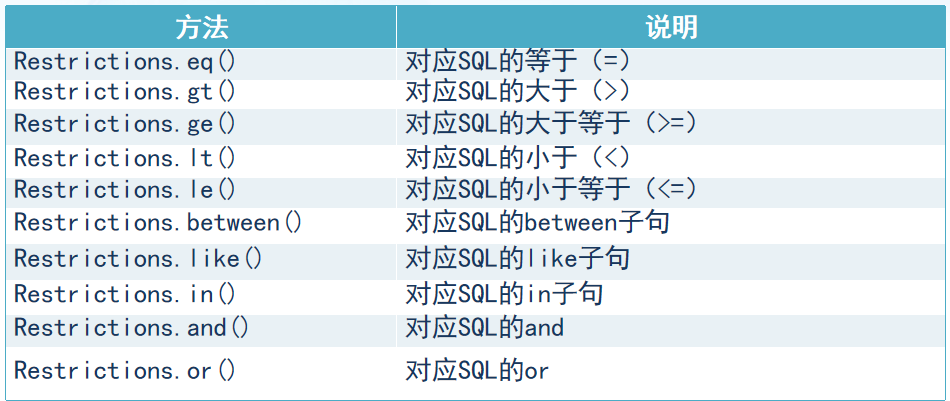 方法 说明
Restrictions.eq() 对应SQL的等于（=）
Restrictions.gt() 对应SQL的大于（>）
Restrictions.ge() 对应SQL的大于等于（>=）
Restrictions.lt() 对应SQL的小于（<）
Restrictions.le() 对应SQL的小于等于（<=）
Restrictions.between() 对应SQL的between子句
Restrictions.like() 对应SQL的like子句
Restrictions.in() 对应SQL的in子句
Restrictions.and() 对应SQL的and
Restrictions.or() 对应SQL的or